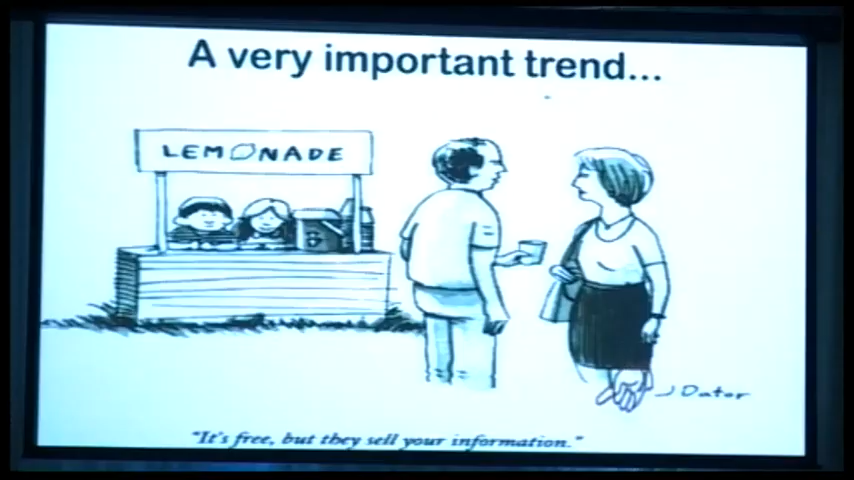 A very important trend...
LEMONADE
J Dator
"It's free, but they sell your information."